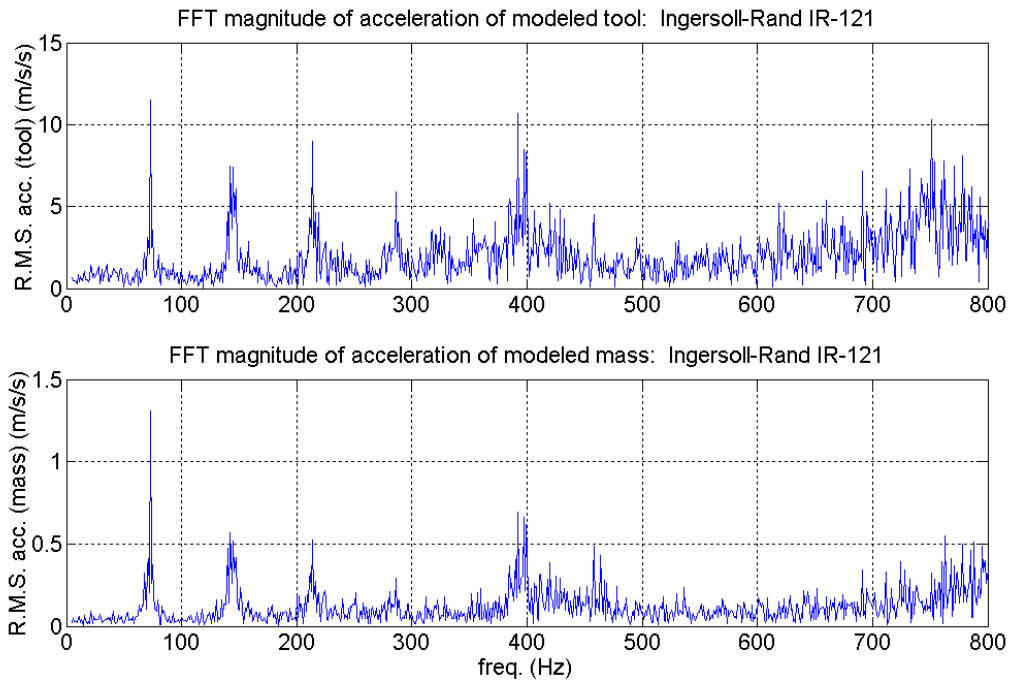 FFT magnitude of acceleration of modeled tool:  Ingersoll-Rand IR-121
R.M.S. acc. (tool) (m/s/s)
15
10
5
0
0 100 200 300 400 500 600 700 800
FFT magnitude of acceleration of modeled mass:  Ingersoll-Rand IR-121
R.M.S. acc. (mass) (m/s/s)
1.5
1
0.5
0
0 100 200 300 400 500 600 700 800
freq. (Hz)